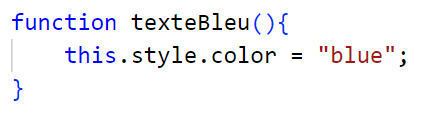 function texteBleu(){
    this.style.color = "blue";
}